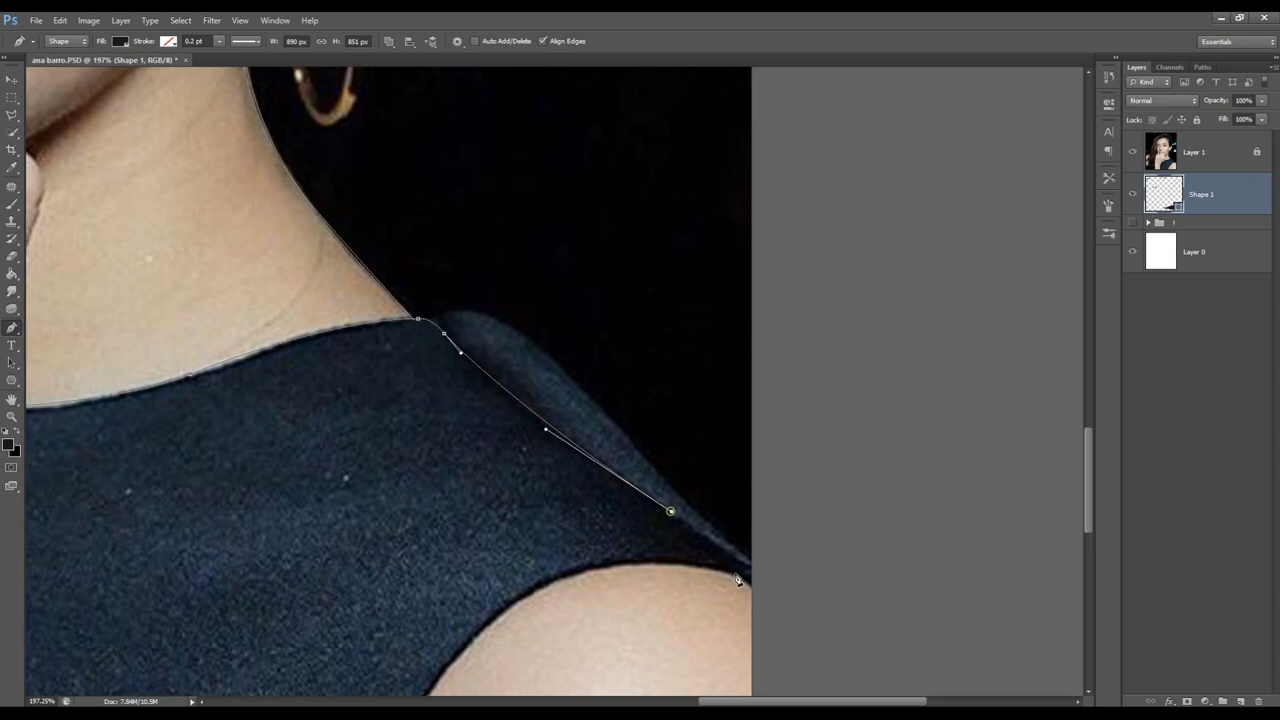 Ps File Edit Image Layer Type Select Filter View Window Help
Shape Fill: Stroke: 0.2 pt W: 890 px H: 851 px Auto Add/Delete Align Edges Essentials
ana barro.PSD @ 197% (Shape 1, RGB/8) * ×
Layers Channels Paths
Kind
Normal Opacity: 100%
Lock: Fill: 100%
Layer 1
Shape 1
Layer 0
197.25% Doc: 7.84M/10.5M